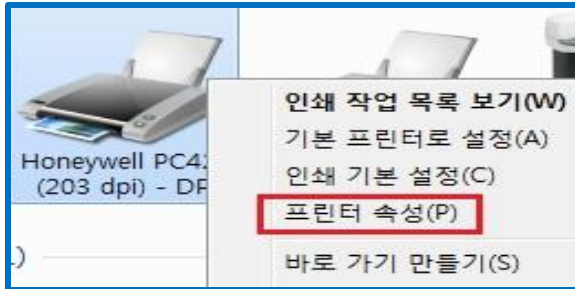 인쇄 작업 목록 보기(W)
기본 프린터로 설정(A)
인쇄 기본 설정(C)
프린터 속성(P)
바로 가기 만들기(S)
Honeywell
(203 dpi) - DP